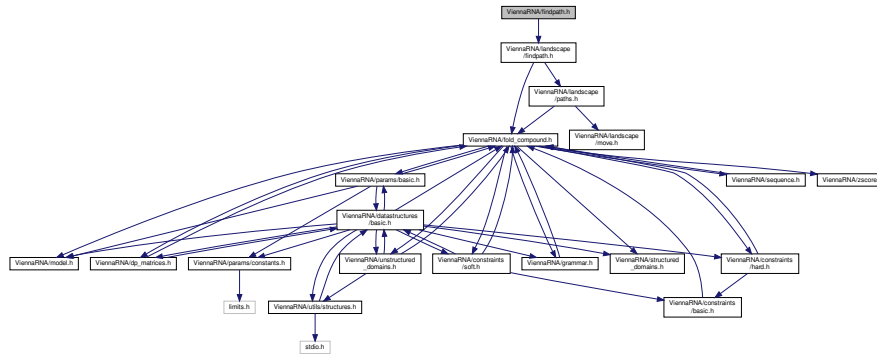 ViennaRNA/findpath.h
ViennaRNA/landscape
/findpath.h
ViennaRNA/landscape
/paths.h
ViennaRNA/landscape
/move.h
ViennaRNA/fold_compound.h
ViennaRNA/params/basic.h
ViennaRNA/sequence.h
ViennaRNA/zscore
ViennaRNA/datastructures
/basic.h
ViennaRNA/model.h
ViennaRNA/dp_matrices.h
ViennaRNA/params/constants.h
ViennaRNA/unstructured
_domains.h
ViennaRNA/constraints
/soft.h
ViennaRNA/grammar.h
ViennaRNA/structured
_domains.h
ViennaRNA/constraints
/hard.h
limits.h
ViennaRNA/utils/structures.h
ViennaRNA/constraints
/basic.h
stdio.h